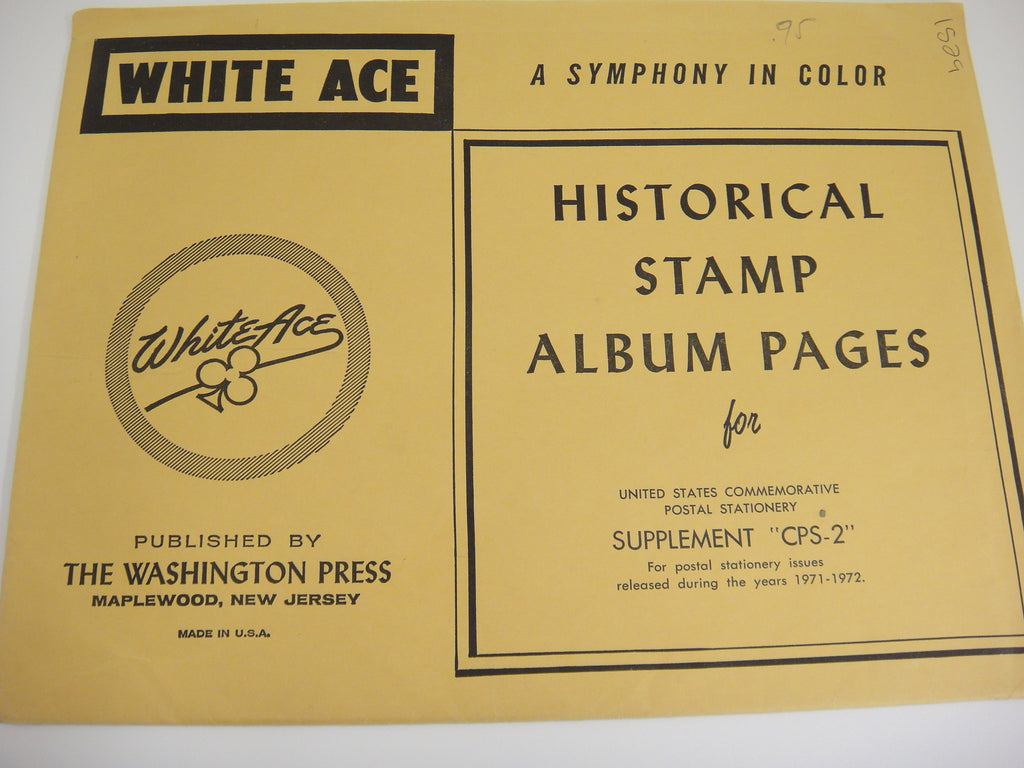 .95
WHITE ACE
A SYMPHONY IN COLOR
HISTORICAL
STAMP
ALBUM PAGES
for
UNITED STATES COMMEMORATIVE
POSTAL STATIONERY
SUPPLEMENT "CPS-2"
For postal stationery issues
released during the years 1971-1972.
White Ace
PUBLISHED BY
THE WASHINGTON PRESS
MAPLEWOOD, NEW JERSEY
MADE IN U.S.A.